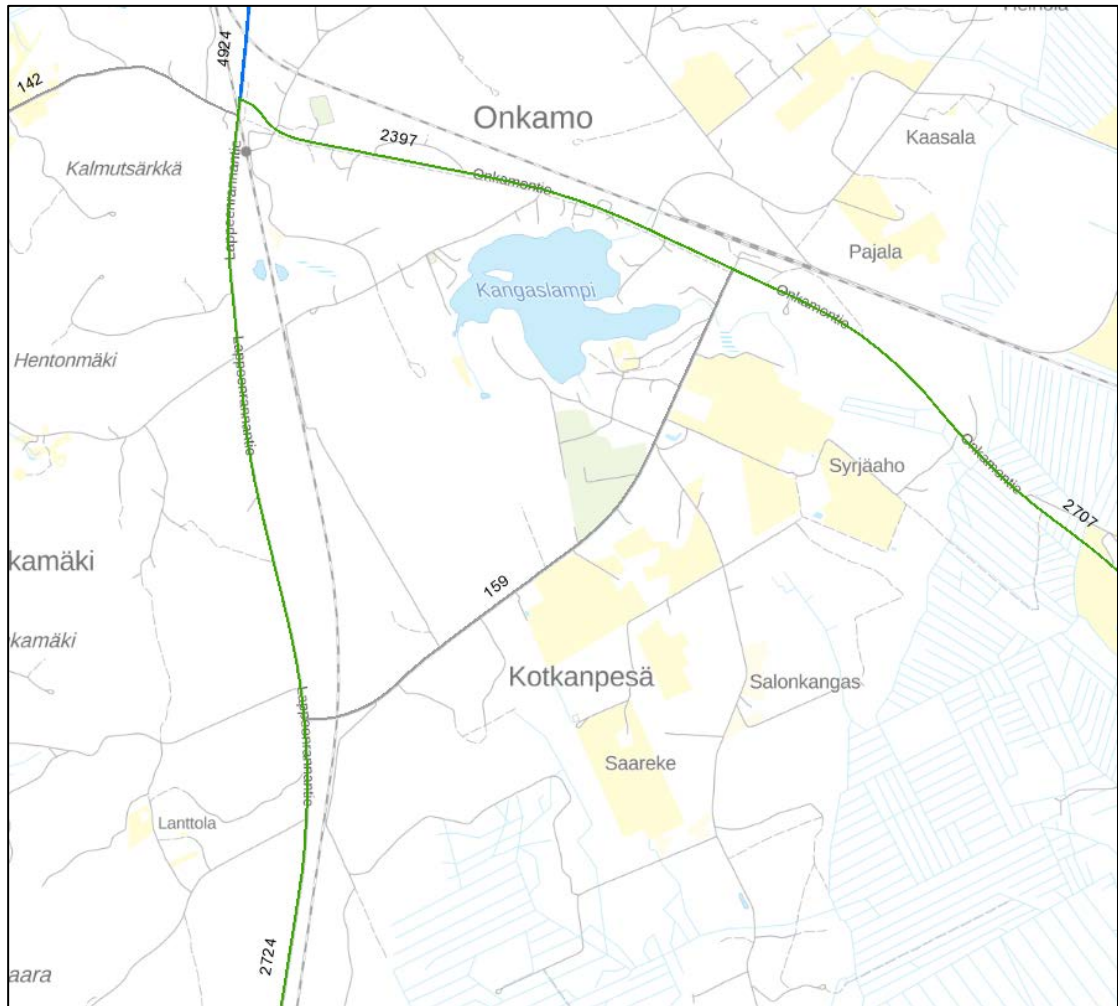 4924
142
2397
Onkamo
Kaasala
Kalmutsärkkä
Lappeenrannantie
Onkamontie
Pajala
Kangaslampi
Onkamontie
Hentonmäki
Lappeenrannantie
Syrjäaho
Onkamontie
2707
kamäki
159
kamäki
Kotkanpesä
Salonkangas
Lappeenrannantie
Saareke
Lanttola
2724
aara